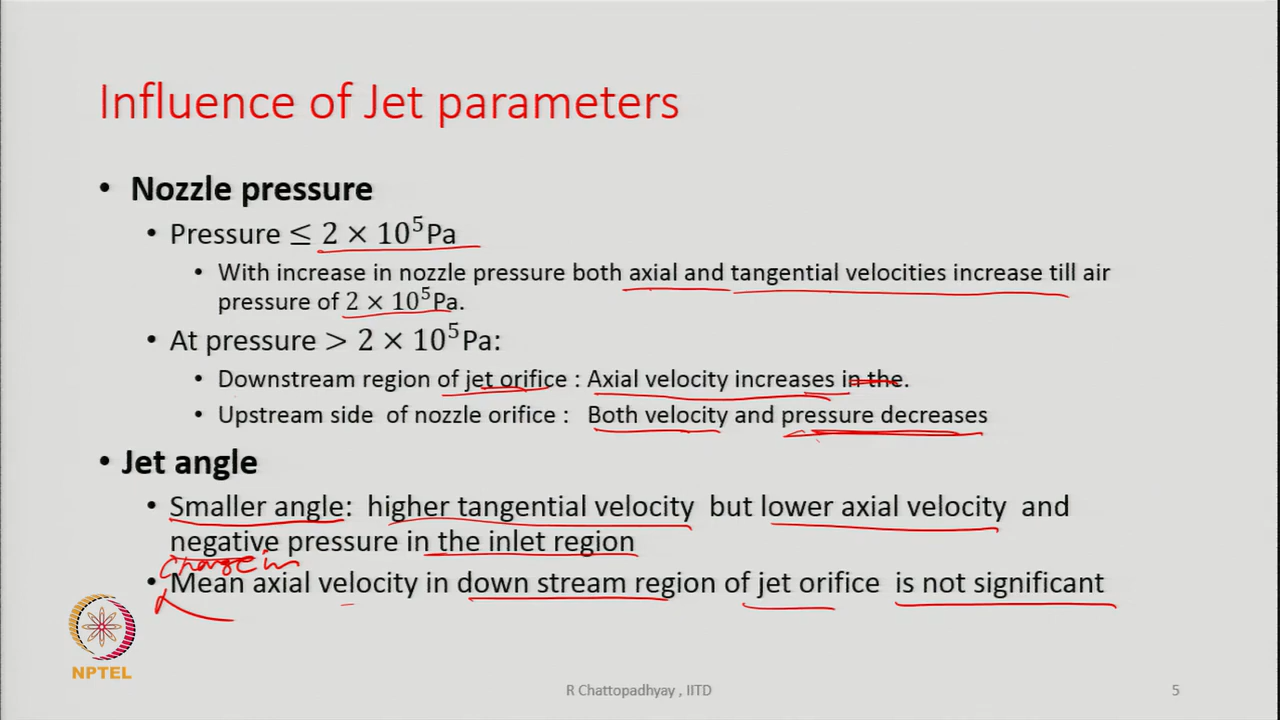 Influence of Jet parameters
• Nozzle pressure
• Pressure ≤ 2 × 10⁵Pa
• With increase in nozzle pressure both axial and tangential velocities increase till air
pressure of 2 × 10⁵Pa.
• At pressure > 2 × 10⁵Pa:
• Downstream region of jet orifice : Axial velocity increases in the.
• Upstream side of nozzle orifice : Both velocity and pressure decreases
• Jet angle
• Smaller angle: higher tangential velocity but lower axial velocity and
negative pressure in the inlet region
Change in
• Mean axial velocity in down stream region of jet orifice is not significant
NPTEL
R Chattopadhyay , IITD
5